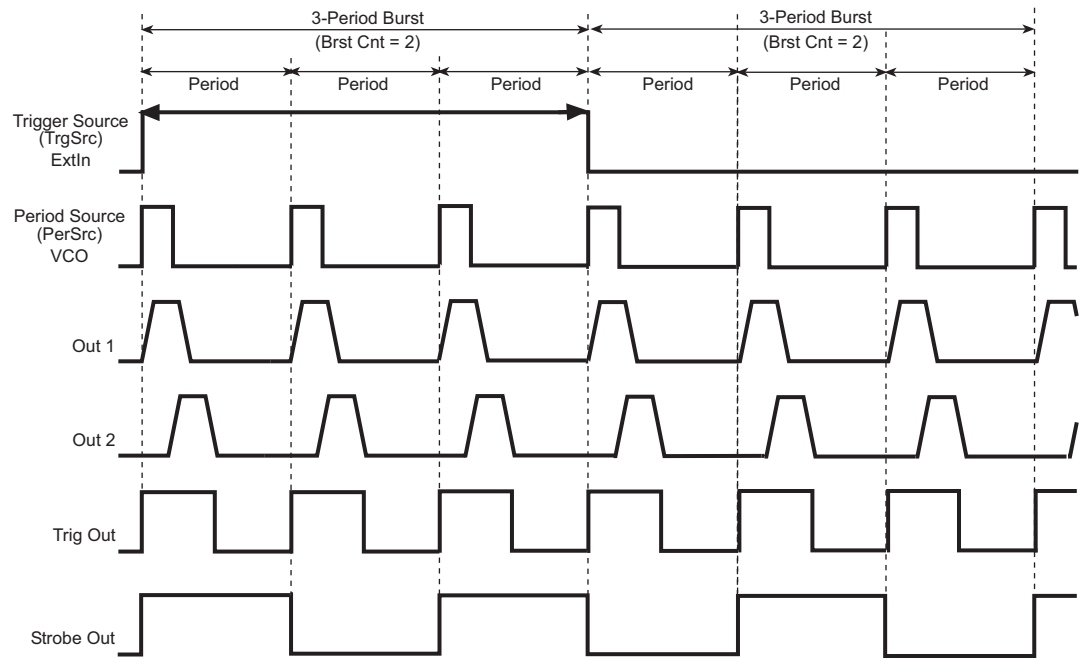 3-Period Burst
(Brst Cnt = 2)
3-Period Burst
(Brst Cnt = 2)
Period
Period
Period
Period
Period
Period
Trigger Source
(TrgSrc)
ExtIn
Period Source
(PerSrc)
VCO
Out 1
Out 2
Trig Out
Strobe Out